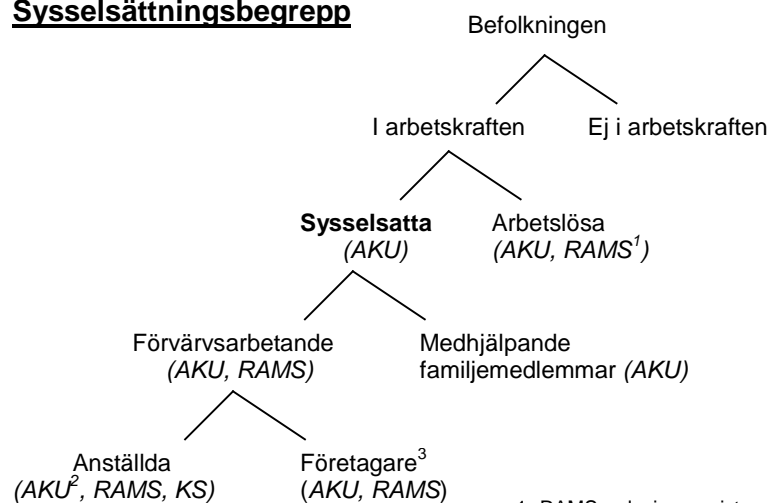 Sysselsättningsbegrepp
Befolkningen
I arbetskraften Ej i arbetskraften
Sysselsatta Arbetslösa
(AKU) (AKU, RAMS¹)
Förvärvsarbetande Medhjälpande
(AKU, RAMS) familjemedlemmar (AKU)
Anställda Företagare³
(AKU², RAMS, KS) (AKU, RAMS)